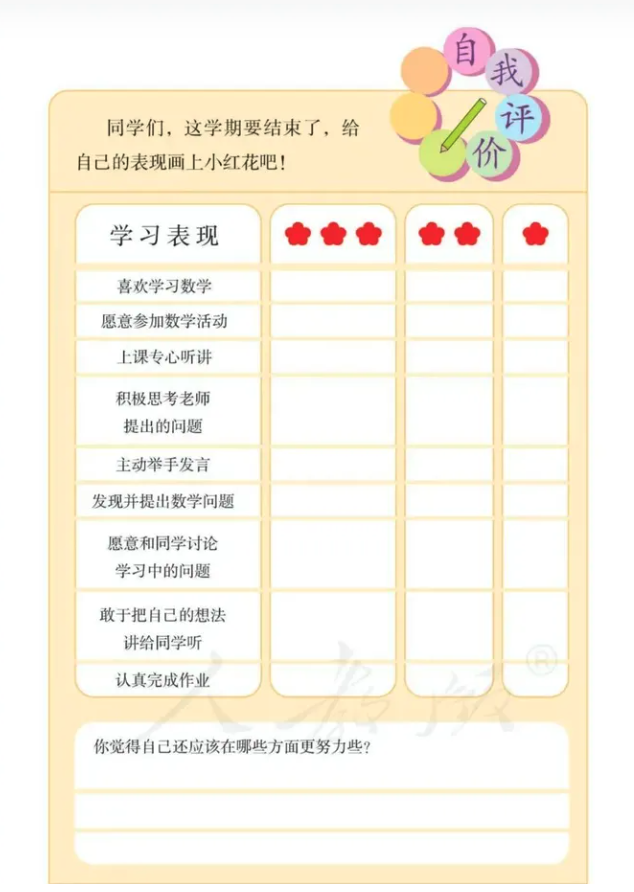 自我评价
同学们，这学期要结束了，给
自己的表现画上小红花吧！
学习表现
喜欢学习数学
愿意参加数学活动
上课专心听讲
积极思考老师
提出的问题
主动举手发言
发现并提出数学问题
愿意和同学讨论
学习中的问题
敢于把自己的想法
讲给同学听
认真完成作业
人教版®
你觉得自己还应该在哪些方面更努力些？